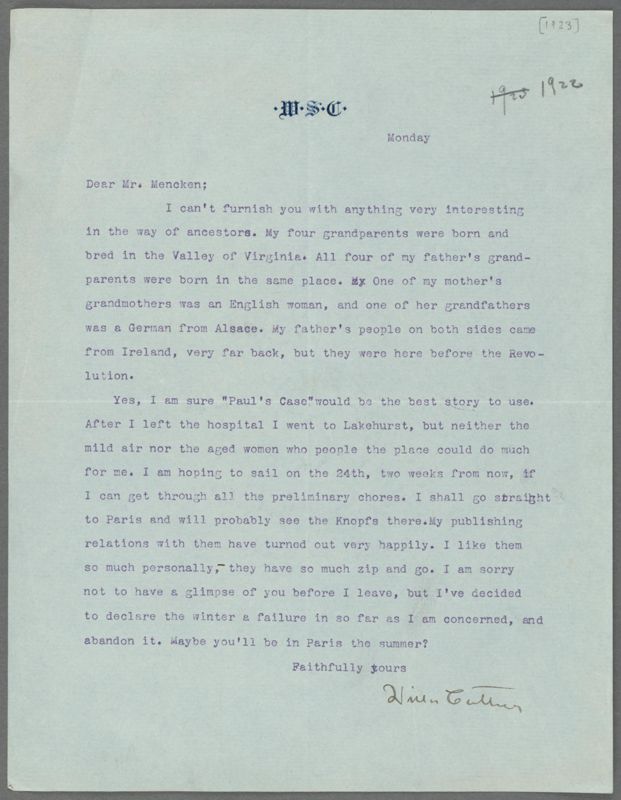 [1923]
1920 1922
·W·S·C·
Monday
Dear Mr. Mencken;
I can't furnish you with anything very interesting
in the way of ancestors. My four grandparents were born and
bred in the Valley of Virginia. All four of my father's grand-
parents were born in the same place. My One of my mother's
grandmothers was an English woman, and one of her grandfathers
was a German from Alsace. My father's people on both sides came
from Ireland, very far back, but they were here before the Revo-
lution.
Yes, I am sure "Paul's Case"would be the best story to use.
After I left the hospital I went to Lakehurst, but neither the
mild air nor the aged women who people the place could do much
for me. I am hoping to sail on the 24th, two weeks from now, if
I can get through all the preliminary chores. I shall go straight
to Paris and will probably see the Knopfs there.My publishing
relations with them have turned out very happily. I like them
so much personally,- they have so much zip and go. I am sorry
not to have a glimpse of you before I leave, but I've decided
to declare the winter a failure in so far as I am concerned, and
abandon it. Maybe you'll be in Paris the summer?
Faithfully yours
Willa Cather